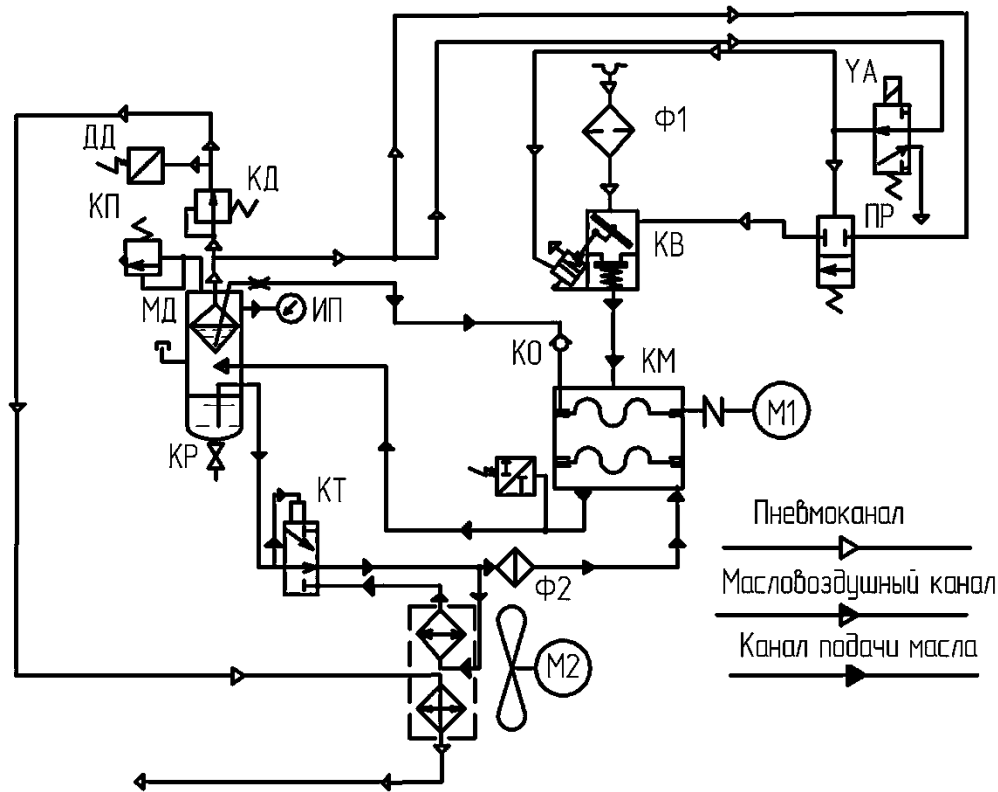 YA
Ф1
ДД
КД
КП
ПР
КВ
МД
ИП
КО
КМ
М1
КР
Т
КТ
Пневмоканал
Ф2
Масловоздушный канал
Канал подачи масла
М2